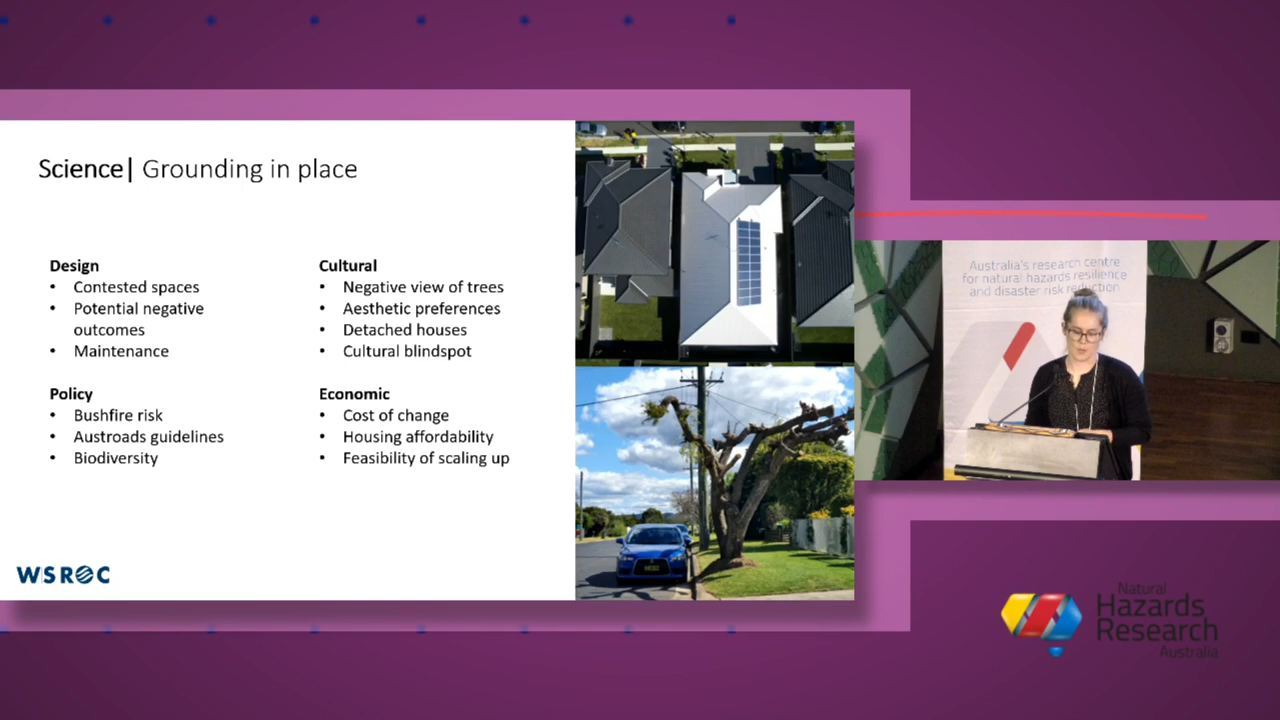 Science| Grounding in place
Design
• Contested spaces
• Potential negative
outcomes
• Maintenance
Policy
• Bushfire risk
• Austroads guidelines
• Biodiversity
Cultural
• Negative view of trees
• Aesthetic preferences
• Detached houses
• Cultural blindspot
Economic
• Cost of change
• Housing affordability
• Feasibility of scaling up
WSROC
Australia's research centre
for natural hazards resilience
and disaster risk reduction
Natural
Hazards
Research
Australia